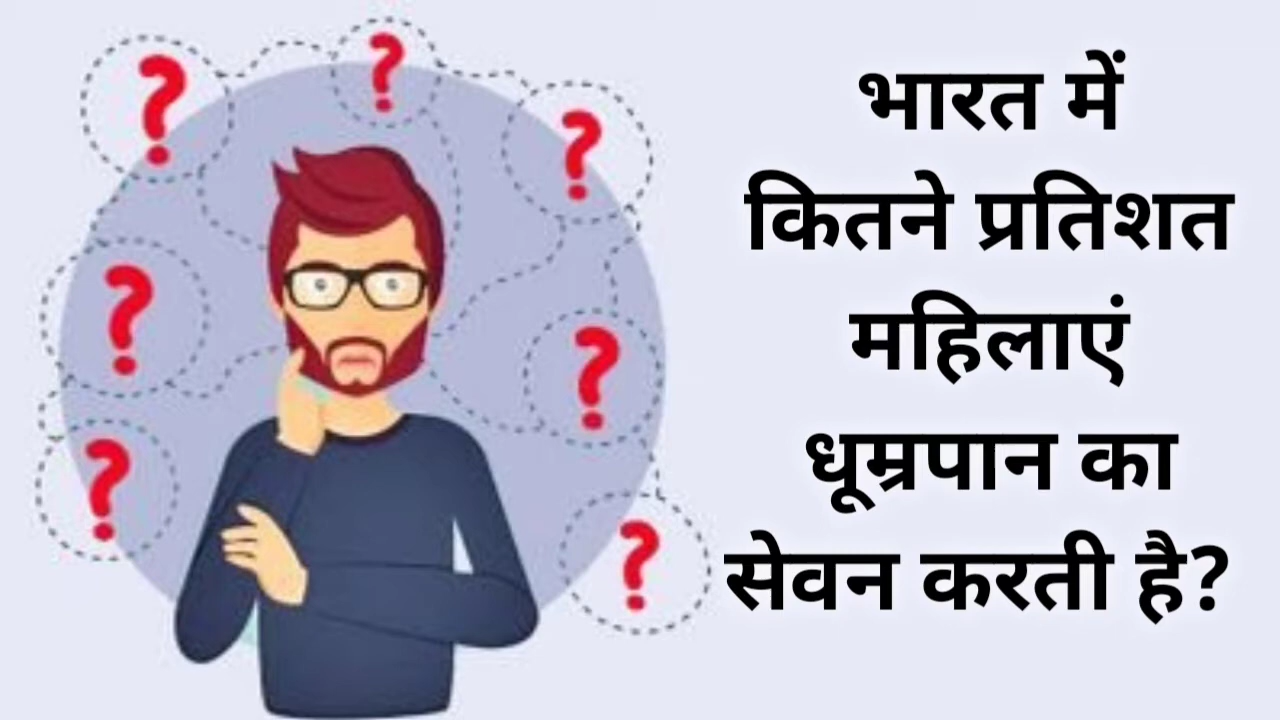 भारत में
कितने प्रतिशत
महिलाएं
धूम्रपान का
सेवन करती है?